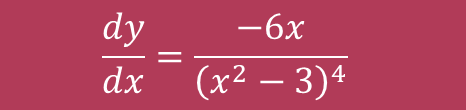 dy/dx = −6x/(x² − 3)⁴